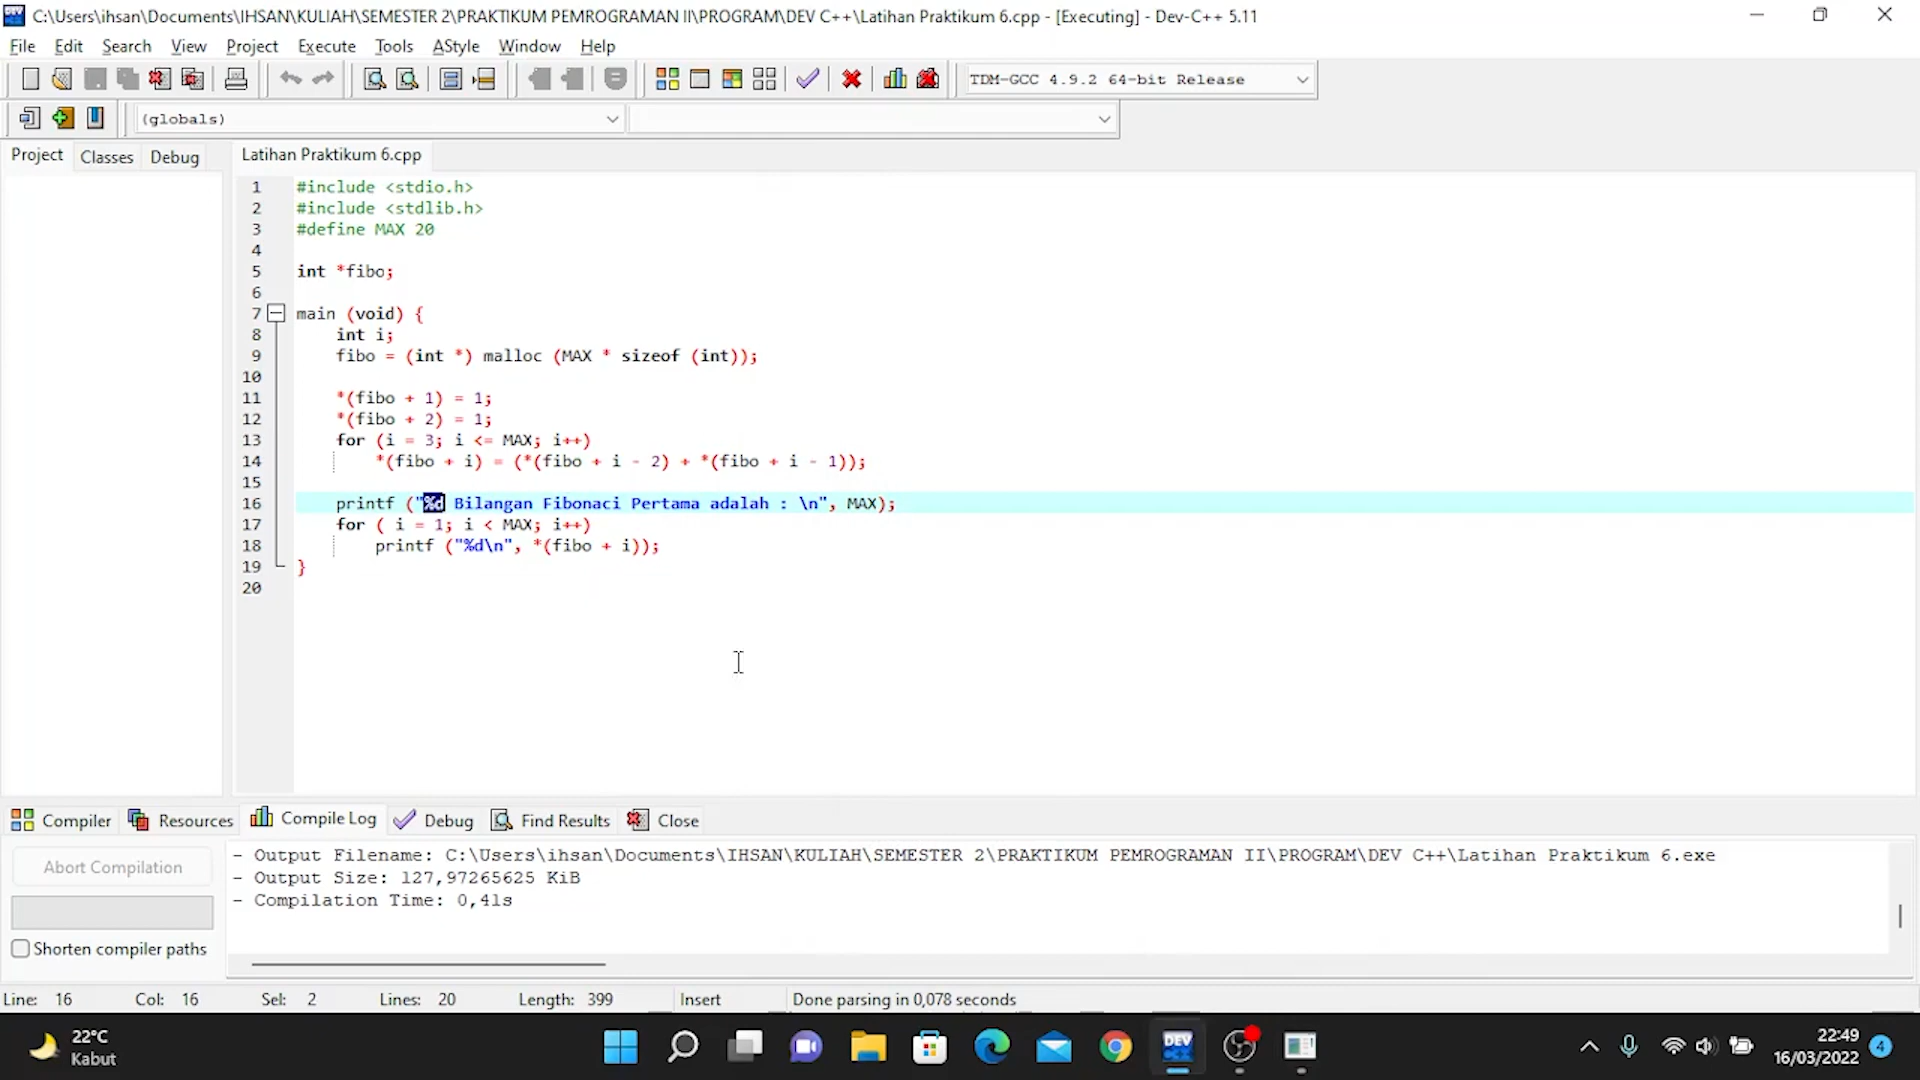 C:\Users\ihsan\Documents\IHSAN\KULIAH\SEMESTER 2\PRAKTIKUM PEMROGRAMAN II\PROGRAM\DEV C++\Latihan Praktikum 6.cpp - [Executing] - Dev-C++ 5.11
File Edit Search View Project Execute Tools AStyle Window Help
TDM-GCC 4.9.2 64-bit Release
(globals)
Project Classes Debug
Latihan Praktikum 6.cpp
1 #include <stdio.h>
2 #include <stdlib.h>
3 #define MAX 20
4
5 int *fibo;
6
7 main (void) {
8 int i;
9 fibo = (int *) malloc (MAX * sizeof (int));
10
11 *(fibo + 1) = 1;
12 *(fibo + 2) = 1;
13 for (i = 3; i <= MAX; i++)
14 *(fibo + i) = (*(fibo + i - 2) + *(fibo + i - 1));
15
16 printf ("%d Bilangan Fibonaci Pertama adalah : \n", MAX);
17 for ( i = 1; i < MAX; i++)
18 printf ("%d\n", *(fibo + i));
19 }
20
Compiler Resources Compile Log Debug Find Results Close
Abort Compilation
Shorten compiler paths
- Output Filename: C:\Users\ihsan\Documents\IHSAN\KULIAH\SEMESTER 2\PRAKTIKUM PEMROGRAMAN II\PROGRAM\DEV C++\Latihan Praktikum 6.exe
- Output Size: 127,97265625 KiB
- Compilation Time: 0,41s
Line: 16 Col: 16 Sel: 2 Lines: 20 Length: 399 Insert Done parsing in 0,078 seconds
22°C
Kabut
DEV
22:49
16/03/2022
4